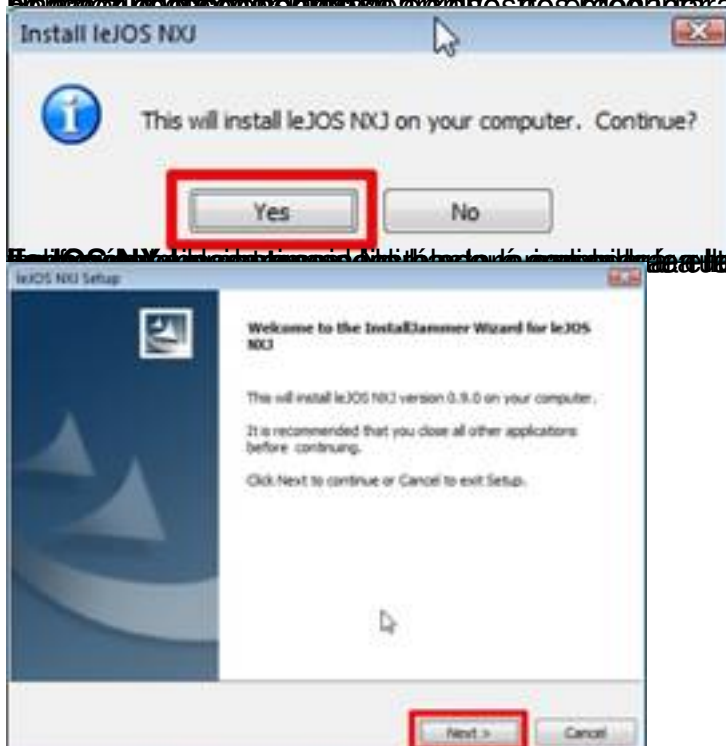 Install leJOS NXJ
This will install leJOS NXJ on your computer. Continue?
Yes
No
leJOS NXJ Setup
Welcome to the InstallJammer Wizard for leJOS
NXJ
This will install leJOS NXJ version 0.9.0 on your computer.
It is recommended that you close all other applications
before continuing.
Click Next to continue or Cancel to exit Setup.
Next >
Cancel